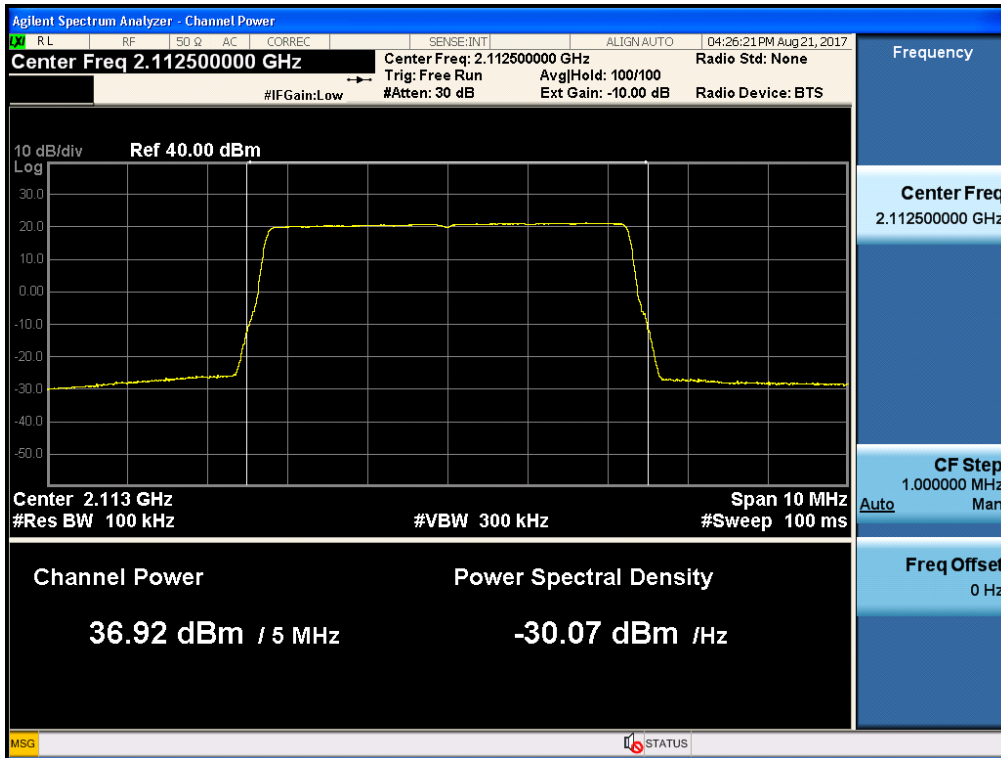 Agilent Spectrum Analyzer - Channel Power
LXI RL RF 50 Ω AC CORREC SENSE:INT ALIGN AUTO 04:26:21 PM Aug 21, 2017
Center Freq 2.112500000 GHz
Center Freq: 2.112500000 GHz Radio Std: None
Trig: Free Run Avg|Hold: 100/100
#IFGain:Low #Atten: 30 dB Ext Gain: -10.00 dB Radio Device: BTS
10 dB/div Ref 40.00 dBm
Log
30.0
20.0
10.0
0.00
-10.0
-20.0
-30.0
-40.0
-50.0
Center 2.113 GHz Span 10 MHz
#Res BW 100 kHz #VBW 300 kHz #Sweep 100 ms
Channel Power Power Spectral Density
36.92 dBm / 5 MHz -30.07 dBm /Hz
MSG STATUS
Frequency
Center Freq
2.112500000 GHz
CF Step
1.000000 MHz
Auto Man
Freq Offset
0 Hz